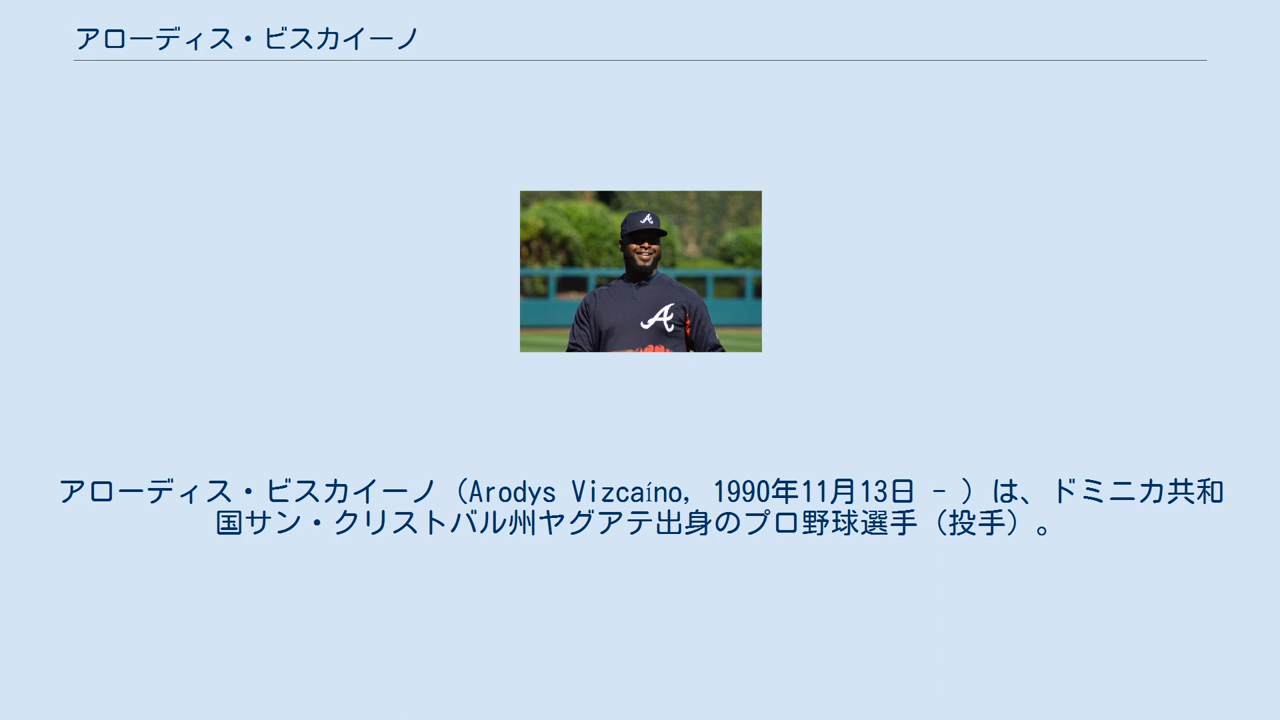 アローディス・ビスカイーノ
アローディス・ビスカイーノ（Arodys Vizcaíno, 1990年11月13日 - ）は、ドミニカ共和
国サン・クリストバル州ヤグアテ出身のプロ野球選手（投手）。